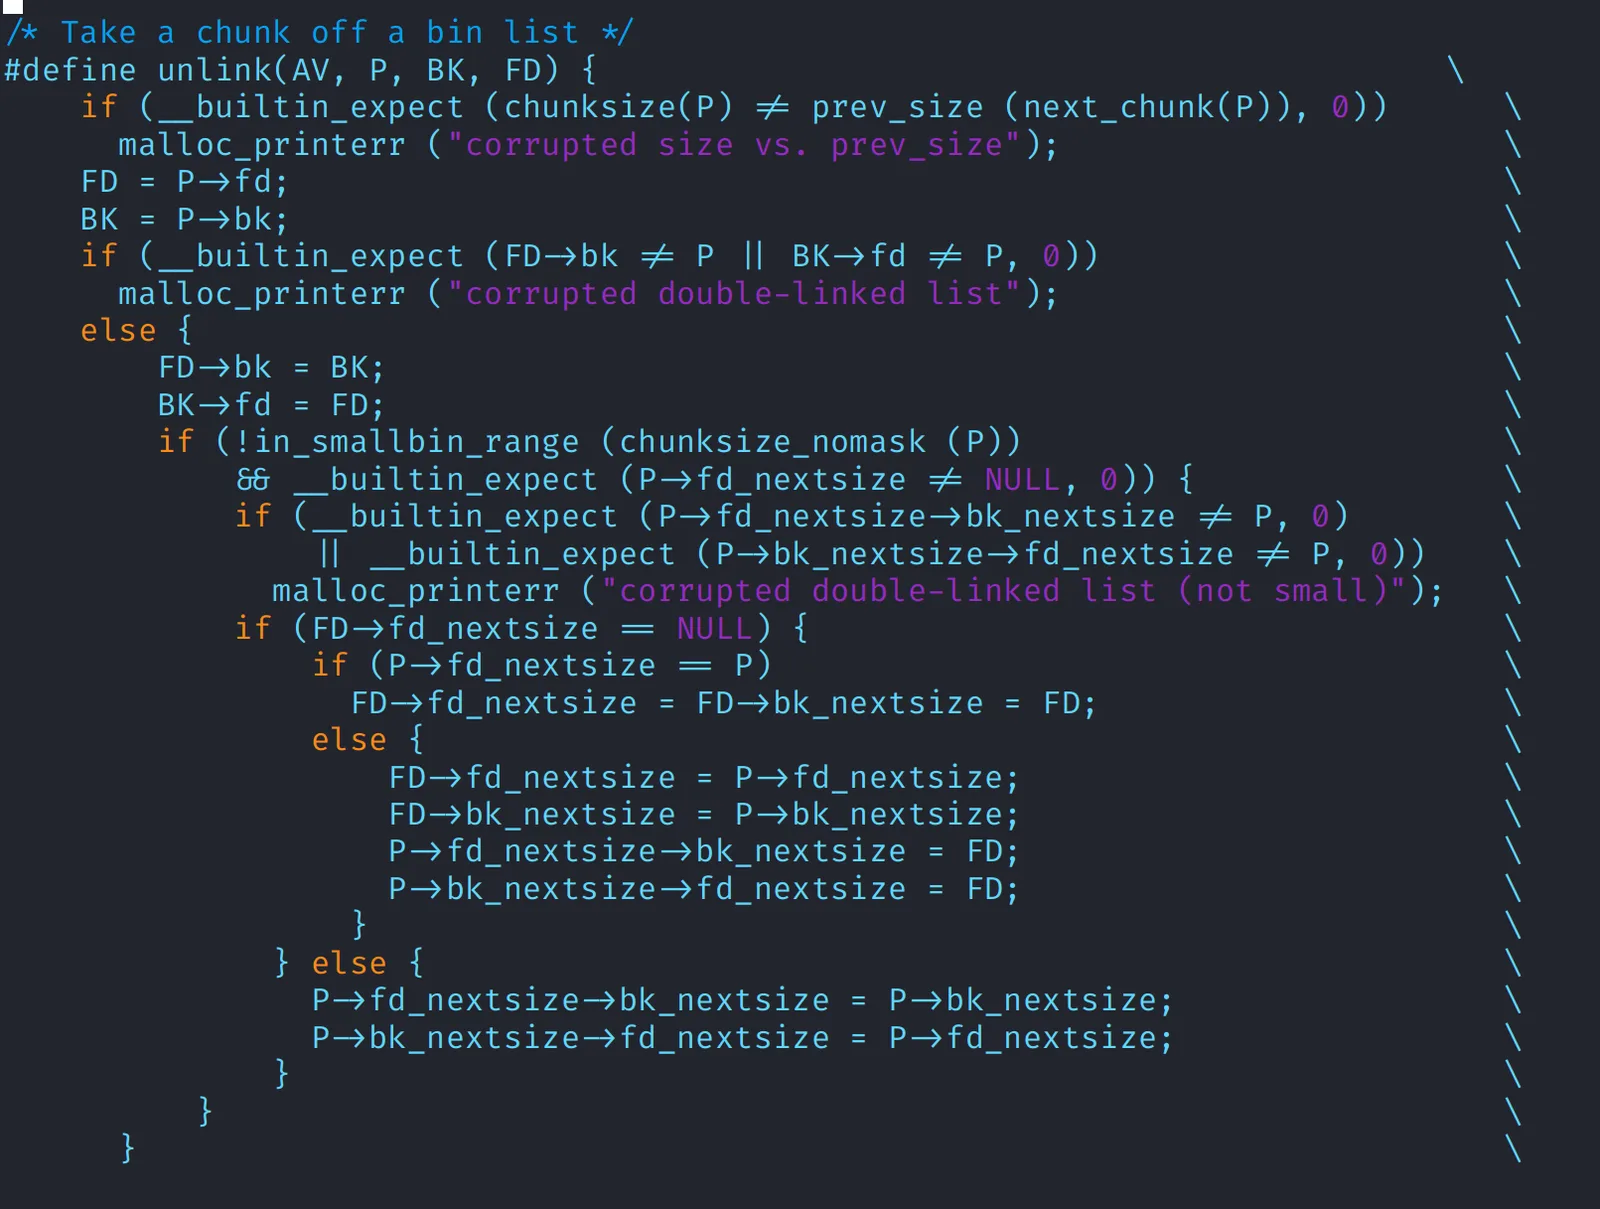 /* Take a chunk off a bin list */
#define unlink(AV, P, BK, FD) { \
    if (__builtin_expect (chunksize(P) != prev_size (next_chunk(P)), 0)) \
      malloc_printerr ("corrupted size vs. prev_size"); \
    FD = P->fd; \
    BK = P->bk; \
    if (__builtin_expect (FD->bk != P || BK->fd != P, 0)) \
      malloc_printerr ("corrupted double-linked list"); \
    else { \
        FD->bk = BK; \
        BK->fd = FD; \
        if (!in_smallbin_range (chunksize_nomask (P)) \
            && __builtin_expect (P->fd_nextsize != NULL, 0)) { \
            if (__builtin_expect (P->fd_nextsize->bk_nextsize != P, 0) \
                || __builtin_expect (P->bk_nextsize->fd_nextsize != P, 0)) \
              malloc_printerr ("corrupted double-linked list (not small)"); \
            if (FD->fd_nextsize == NULL) { \
                if (P->fd_nextsize == P) \
                  FD->fd_nextsize = FD->bk_nextsize = FD; \
                else { \
                    FD->fd_nextsize = P->fd_nextsize; \
                    FD->bk_nextsize = P->bk_nextsize; \
                    P->fd_nextsize->bk_nextsize = FD; \
                    P->bk_nextsize->fd_nextsize = FD; \
                  } \
              } else { \
                P->fd_nextsize->bk_nextsize = P->bk_nextsize; \
                P->bk_nextsize->fd_nextsize = P->fd_nextsize; \
              } \
          } \
      } \